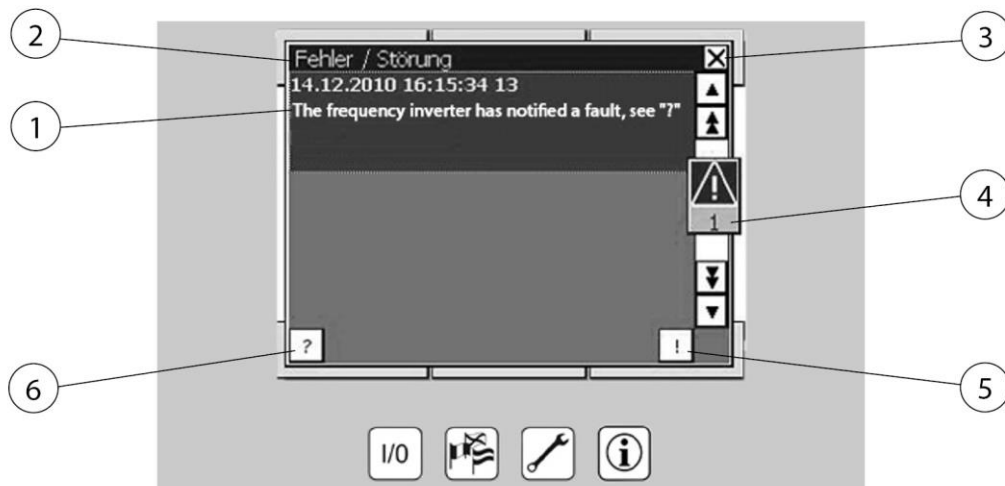 2
3
Fehler / Störung
14.12.2010 16:15:34 13
The frequency inverter has notified a fault, see "?"
1
4
1
?
!
6
5
I/0